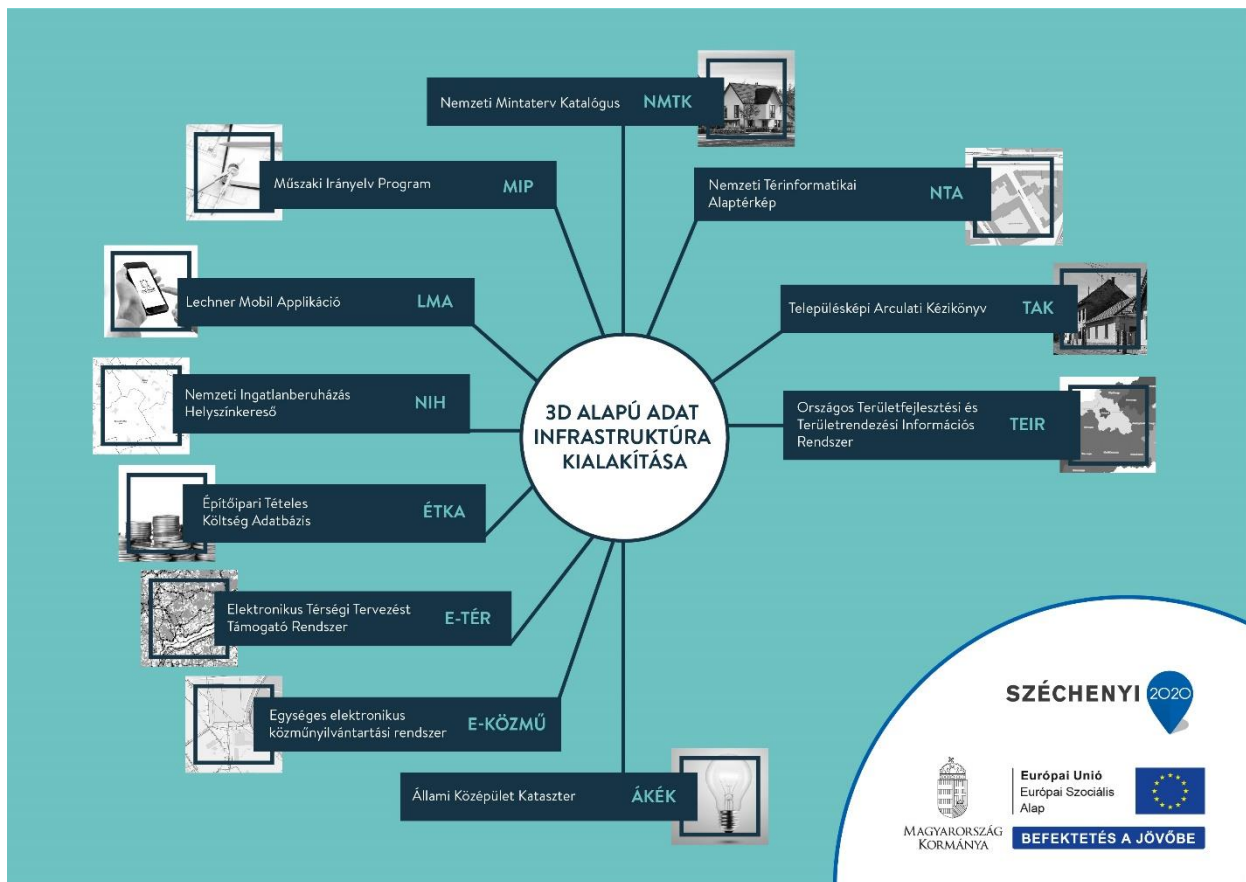 Nemzeti Mintaterv Katalógus NMTK
Műszaki Irányelv Program MIP
Nemzeti Térinformatikai
Alaptérkép
NTA
Lechner Mobil Applikáció LMA
Településképi Arculati Kézikönyv TAK
Nemzeti Ingatlanberuházás
Helyszínkereső
NIH
3D ALAPÚ ADAT
INFRASTRUKTÚRA
KIALAKÍTÁSA
Országos Területfejlesztési és
Területrendezési Információs
Rendszer
TEIR
Építőipari Tételes
Költség Adatbázis
ÉTKA
Elektronikus Térségi Tervezést
Támogató Rendszer
E-TÉR
Egységes elektronikus
közműnyilvántartási rendszer
E-KÖZMŰ
Állami Középület Kataszter ÁKÉK
SZÉCHENYI 2020
MAGYARORSZÁG
KORMÁNYA
Európai Unió
Európai Szociális
Alap
BEFEKTETÉS A JÖVŐBE